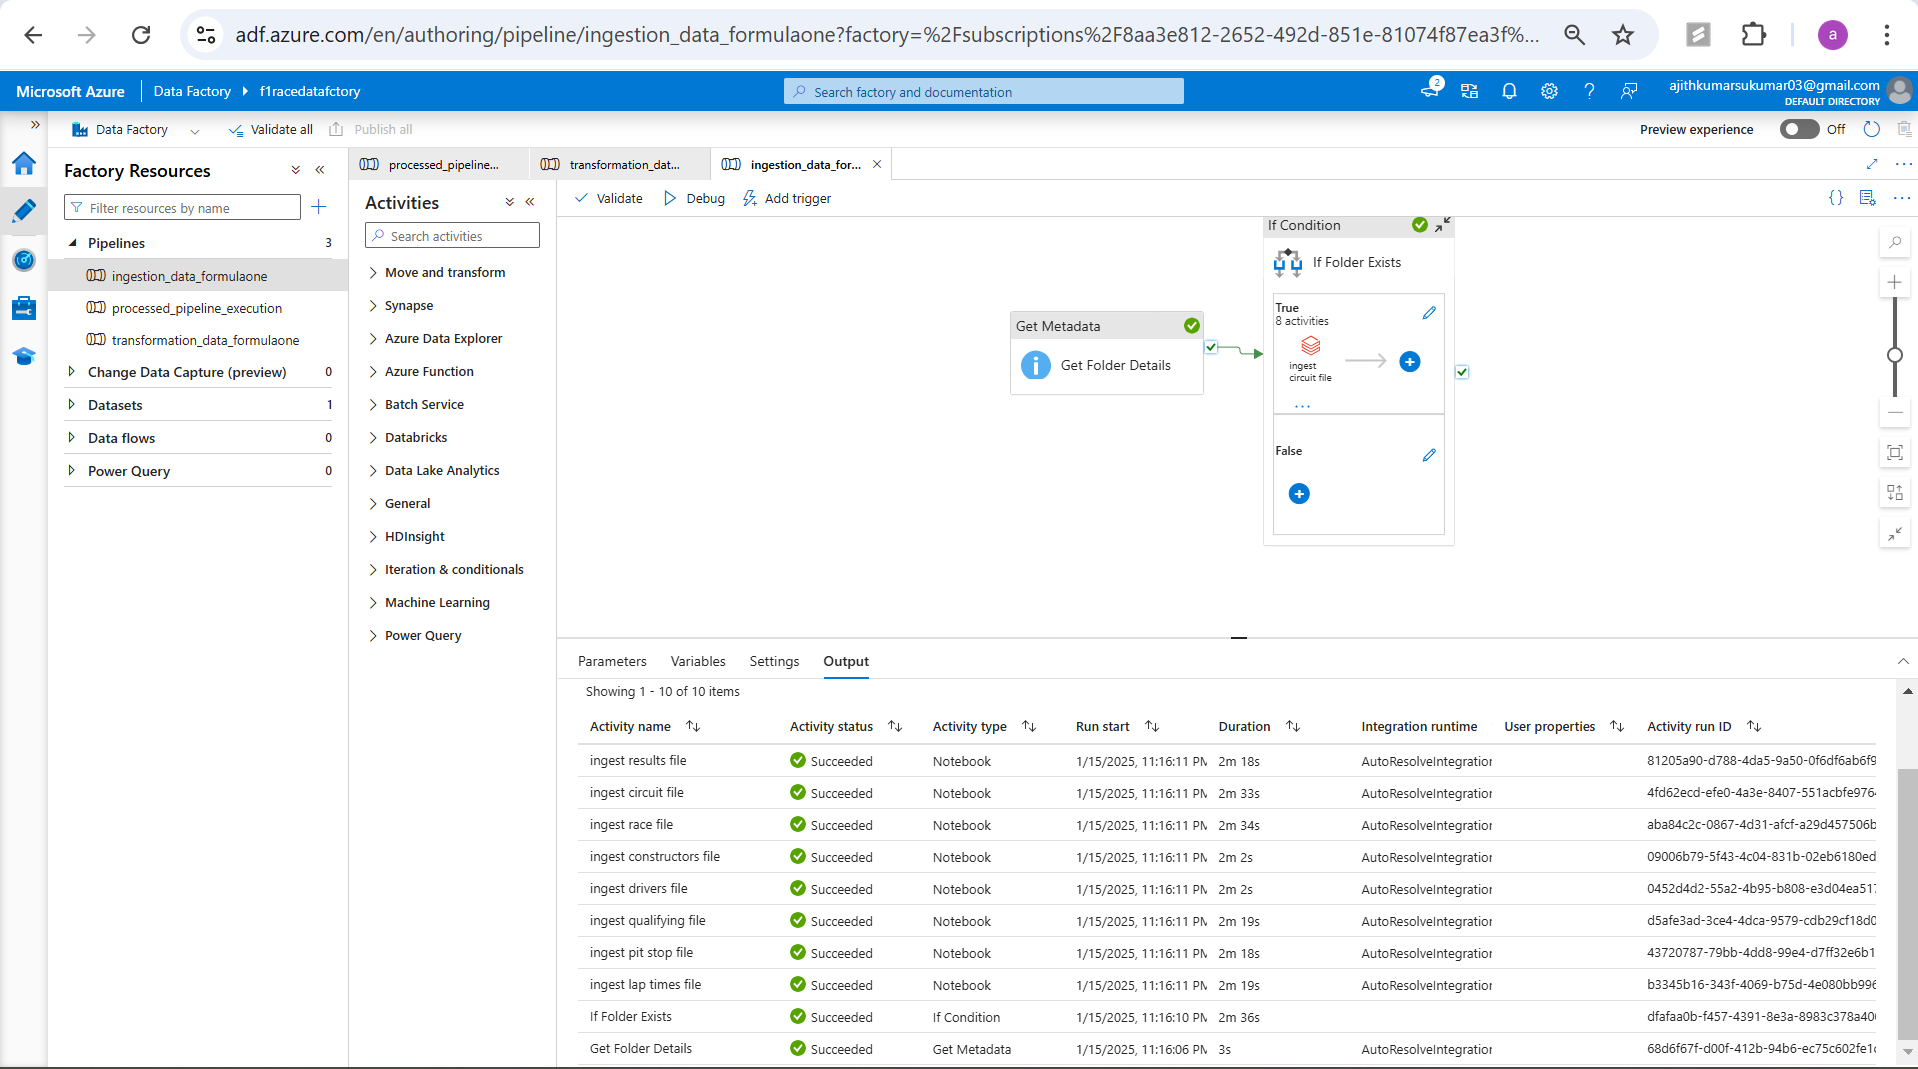 adf.azure.com/en/authoring/pipeline/ingestion_data_formulaone?factory=%2Fsubscriptions%2F8aa3e812-2652-492d-851e-81074f87ea3f%...
a
Microsoft Azure
Data Factory
f1racedatafctory
Search factory and documentation
2
ajithkumarsukumar03@gmail.com
DEFAULT DIRECTORY
Data Factory
Validate all
Publish all
Preview experience
Off
Factory Resources
Filter resources by name
Pipelines 3
ingestion_data_formulaone
processed_pipeline_execution
transformation_data_formulaone
Change Data Capture (preview) 0
Datasets 1
Data flows 0
Power Query 0
processed_pipeline...
transformation_dat...
ingestion_data_for...
Activities
Search activities
Move and transform
Synapse
Azure Data Explorer
Azure Function
Batch Service
Databricks
Data Lake Analytics
General
HDInsight
Iteration & conditionals
Machine Learning
Power Query
Validate
Debug
Add trigger
Get Metadata
Get Folder Details
If Condition
If Folder Exists
True
8 activities
ingest
circuit file
...
False
Parameters Variables Settings Output
Showing 1 - 10 of 10 items
Activity name Activity status Activity type Run start Duration Integration runtime User properties Activity run ID
ingest results file Succeeded Notebook 1/15/2025, 11:16:11 PM 2m 18s AutoResolveIntegration 81205a90-d788-4da5-9a50-0f6df6ab6f9
ingest circuit file Succeeded Notebook 1/15/2025, 11:16:11 PM 2m 33s AutoResolveIntegration 4fd62ecd-efe0-4a3e-8407-551acbfe976
ingest race file Succeeded Notebook 1/15/2025, 11:16:11 PM 2m 34s AutoResolveIntegration aba84c2c-0867-4d31-afcf-a29d457506b
ingest constructors file Succeeded Notebook 1/15/2025, 11:16:11 PM 2m 2s AutoResolveIntegration 09006b79-5f43-4c04-831b-02eb6180ed
ingest drivers file Succeeded Notebook 1/15/2025, 11:16:11 PM 2m 2s AutoResolveIntegration 0452d4d2-55a2-4b95-b808-e3d04ea517
ingest qualifying file Succeeded Notebook 1/15/2025, 11:16:11 PM 2m 19s AutoResolveIntegration d5afe3ad-3ce4-4dca-9579-cdb29cf18d0
ingest pit stop file Succeeded Notebook 1/15/2025, 11:16:11 PM 2m 18s AutoResolveIntegration 43720787-79bb-4dd8-99e4-d7ff32e6b1
ingest lap times file Succeeded Notebook 1/15/2025, 11:16:11 PM 2m 19s AutoResolveIntegration b3345b16-343f-4069-b75d-4e080bb996
If Folder Exists Succeeded If Condition 1/15/2025, 11:16:10 PM 2m 36s dfafaa0b-f457-4391-8e3a-8983c378a40
Get Folder Details Succeeded Get Metadata 1/15/2025, 11:16:06 PM 3s AutoResolveIntegration 68d6f67f-d00f-412b-94b6-ec75c602fe1